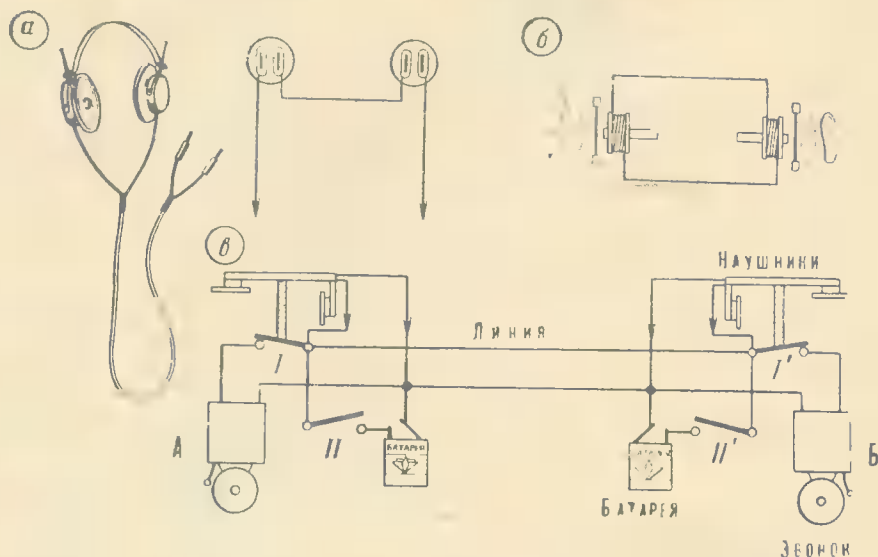 а
б
в
Наушники
Линия
I
I'
А
II
БАТАРЕЯ
II'
Б
Батарея
Звонок